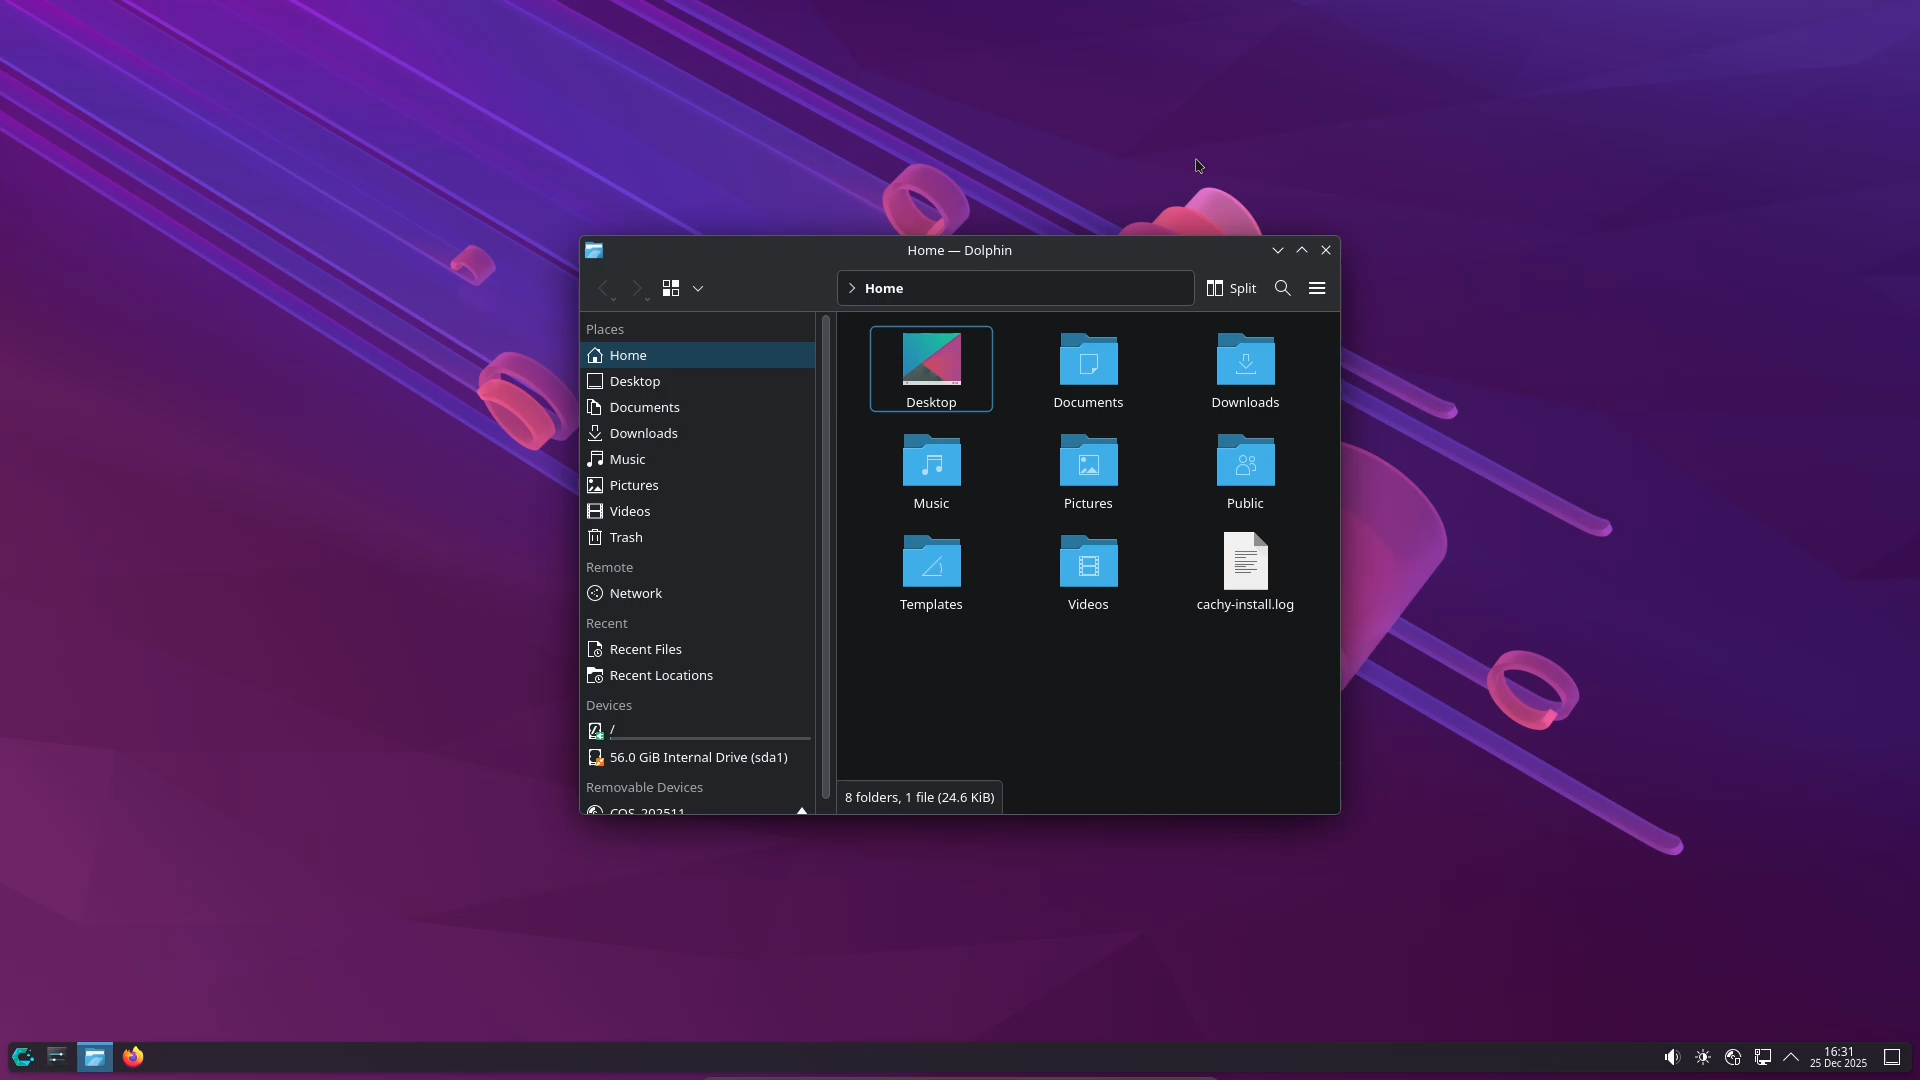 Home — Dolphin
Home
Split
Places
Home
Desktop
Documents
Downloads
Music
Pictures
Videos
Trash
Remote
Network
Recent
Recent Files
Recent Locations
Devices
/
56.0 GiB Internal Drive (sda1)
Removable Devices
COS_202511
Desktop
Documents
Downloads
Music
Pictures
Public
Templates
Videos
cachy-install.log
8 folders, 1 file (24.6 KiB)
16:31
25 Dec 2025